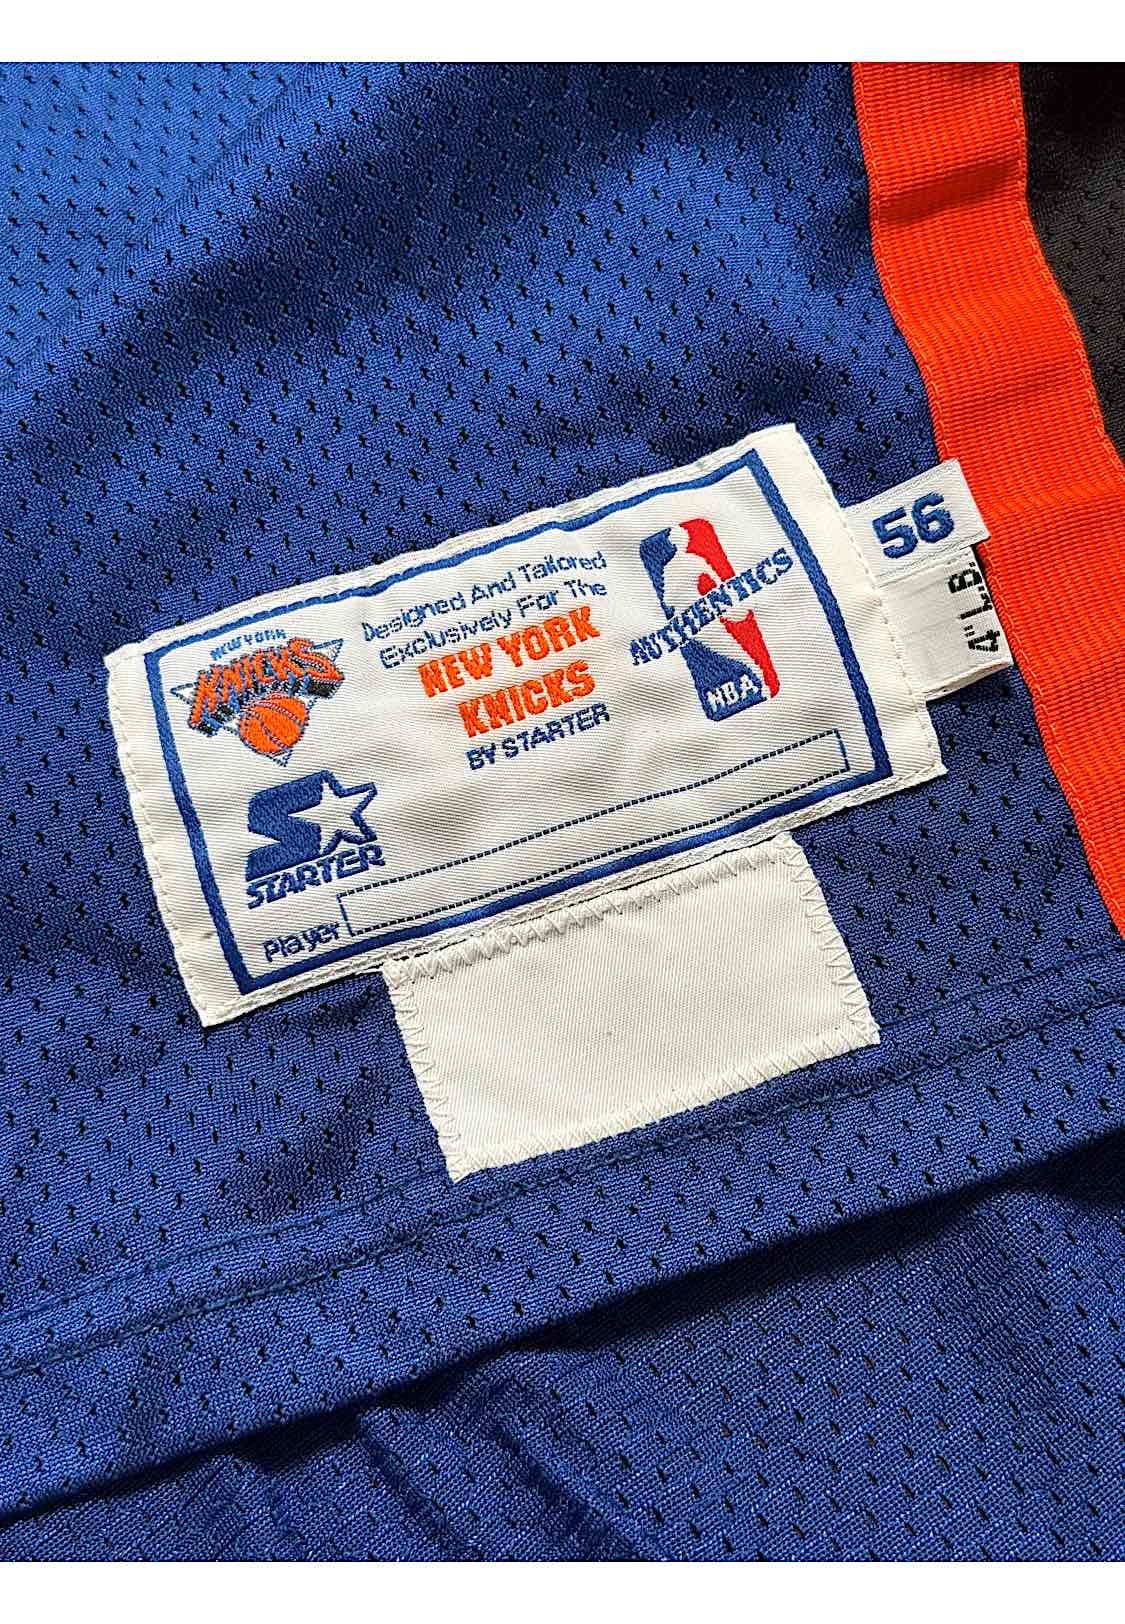 NEW YORK
KNICKS
Designed And Tailored
Exclusively For The
NEW YORK
KNICKS
BY STARTER
AUTHENTICS
NBA
56
4"L.B.
STARTER
Player